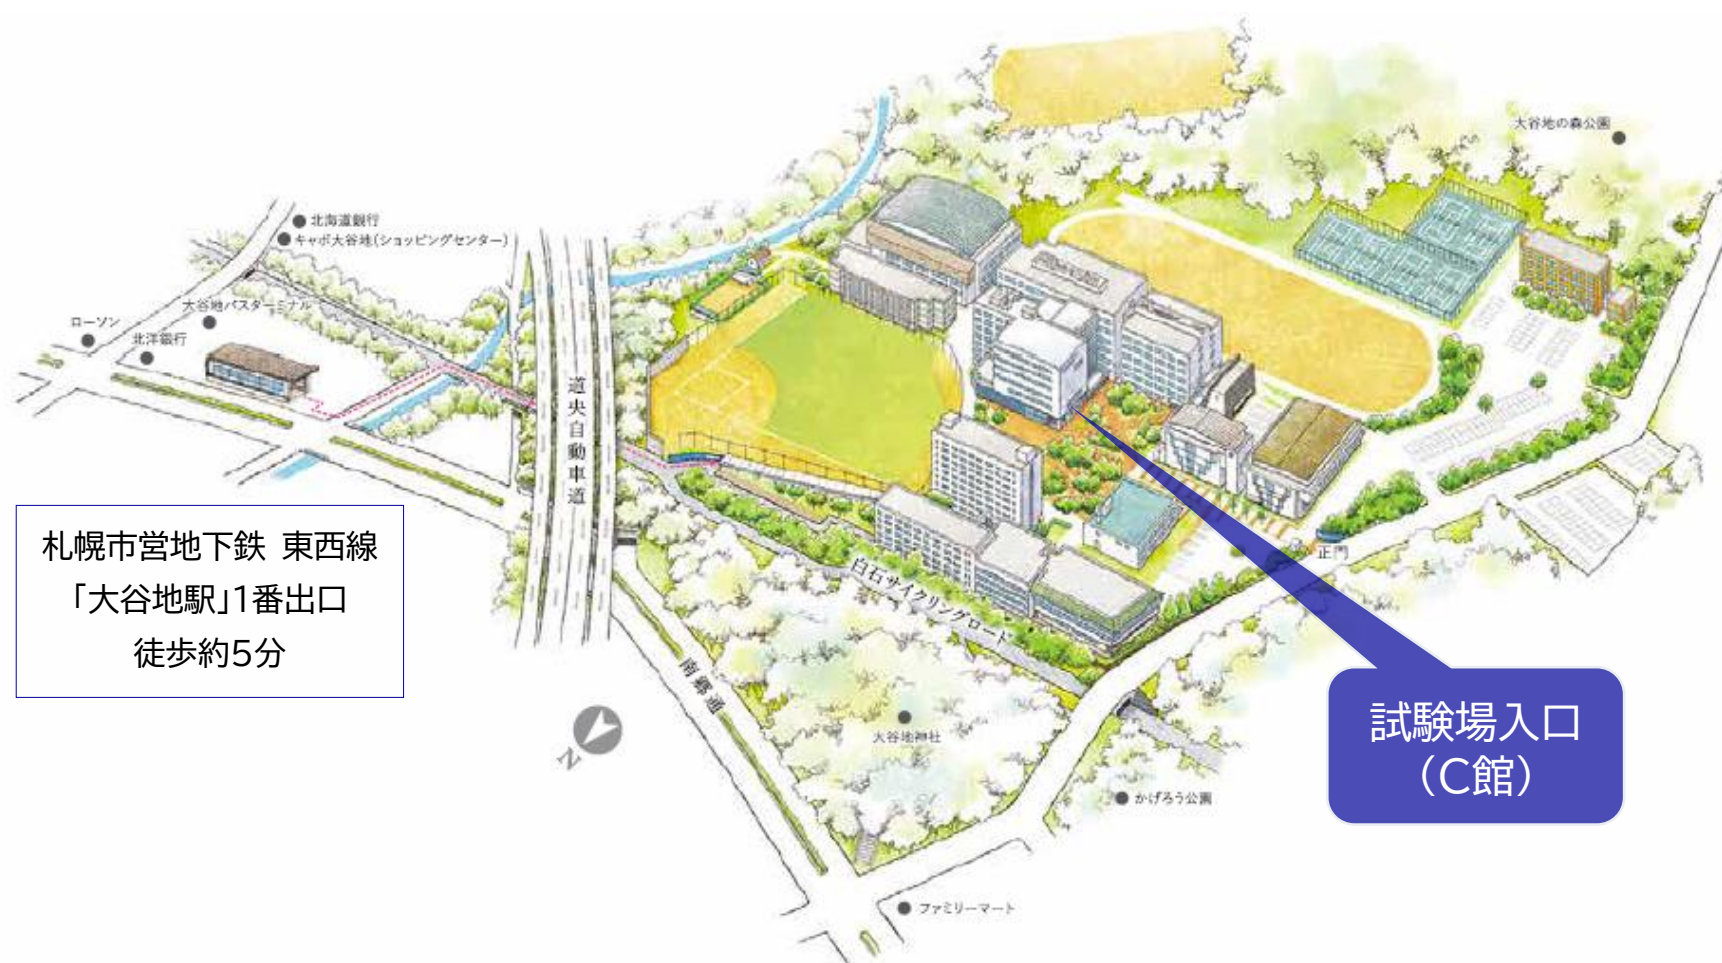 大谷地の森公園
北海道銀行
キャポ大谷地(ショッピングセンター)
大谷地バスターミナル
ローソン
北洋銀行
道央自動車道
札幌市営地下鉄 東西線
「大谷地駅」1番出口
徒歩約5分
正門
白石サイクリングロード
南郷通
大谷地神社
N
試験場入口
(C館)
かげろう公園
ファミリーマート